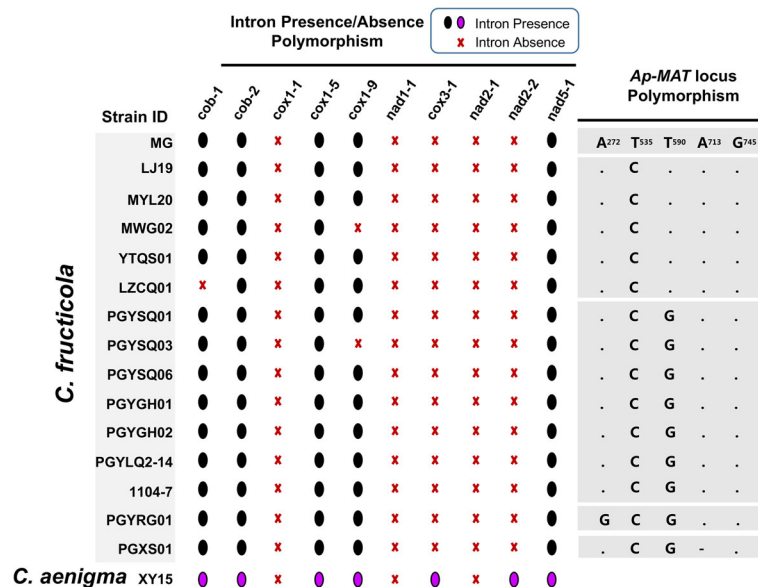 Intron Presence/Absence
Polymorphism
Intron Presence
x Intron Absence
Ap-MAT locus
Polymorphism
Strain ID
cob-1 cob-2 cox1-1 cox1-5 cox1-9 nad1-1 cox3-1 nad2-1 nad2-2 nad5-1
C. fructicola
MG x x x x x A272 T535 T590 A713 G745
LJ19 x x x x x . C . . .
MYL20 x x x x x . C . . .
MWG02 x x x x x x . C . . .
YTQS01 x x x x x . C . . .
LZCQ01 x x x x x x . C . . .
PGYSQ01 x x x x x . C G . .
PGYSQ03 x x x x x x . C G . .
PGYSQ06 x x x x x . C G . .
PGYGH01 x x x x x . C G . .
PGYGH02 x x x x x . C G . .
PGYLQ2-14 x x x x x . C G . .
1104-7 x x x x x . C G . .
PGYRG01 x x x x x G C G . .
PGXS01 x x x x x . C G - .
C. aenigma XY15 x x x